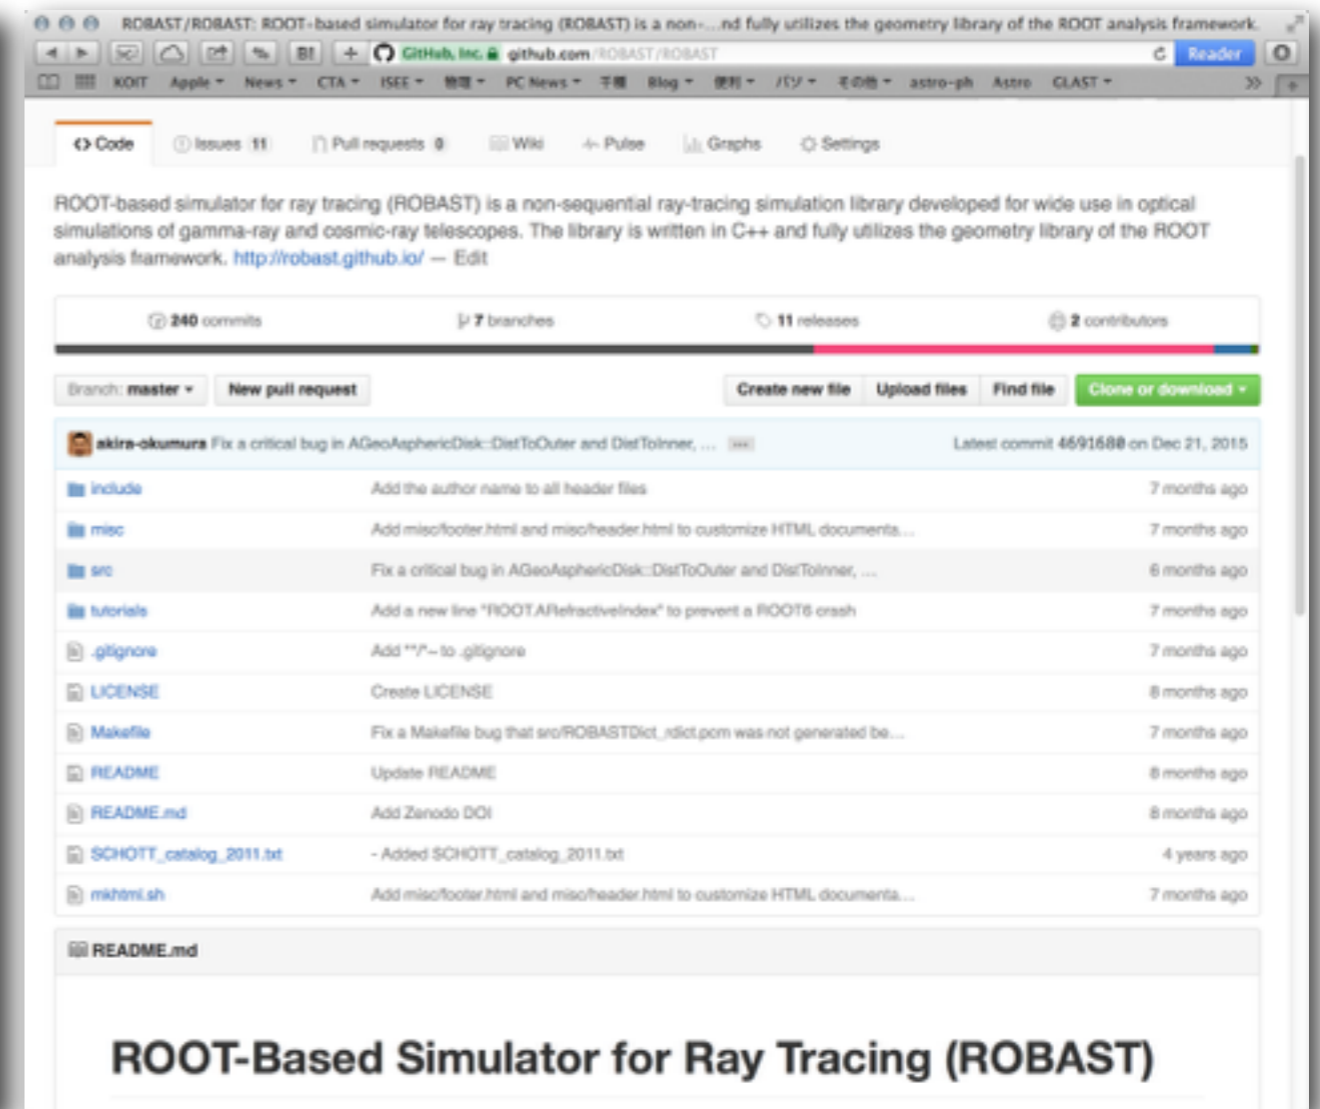 ROBAST/ROBAST: ROOT-based simulator for ray tracing (ROBAST) is a non-...nd fully utilizes the geometry library of the ROOT analysis framework.
B! + GitHub, Inc. github.com/ROBAST/ROBAST Reader
KOIT Apple News CTA ISEE 物理 PC News 千種 Blog 便利 パソ その他 astro-ph Astro GLAST >>
Code Issues 11 Pull requests 0 Wiki Pulse Graphs Settings
ROOT-based simulator for ray tracing (ROBAST) is a non-sequential ray-tracing simulation library developed for wide use in optical
simulations of gamma-ray and cosmic-ray telescopes. The library is written in C++ and fully utilizes the geometry library of the ROOT
analysis framework. http://robast.github.io/ — Edit
240 commits 7 branches 11 releases 2 contributors
Branch: master New pull request Create new file Upload files Find file Clone or download
akira-okumura Fix a critical bug in AGeoAsphericDisk::DistToOuter and DistToInner, … ... Latest commit 4691680 on Dec 21, 2015
include Add the author name to all header files 7 months ago
misc Add misc/footer.html and misc/header.html to customize HTML documenta… 7 months ago
src Fix a critical bug in AGeoAsphericDisk::DistToOuter and DistToInner, … 6 months ago
tutorials Add a new line "ROOT.ARefractiveIndex" to prevent a ROOT6 crash 7 months ago
.gitignore Add **/*~ to .gitignore 7 months ago
LICENSE Create LICENSE 8 months ago
Makefile Fix a Makefile bug that src/ROBASTDict_rdict.pcm was not generated be… 7 months ago
README Update README 8 months ago
README.md Add Zenodo DOI 8 months ago
SCHOTT_catalog_2011.txt - Added SCHOTT_catalog_2011.txt 4 years ago
mkhtml.sh Add misc/footer.html and misc/header.html to customize HTML documenta… 7 months ago
README.md
ROOT-Based Simulator for Ray Tracing (ROBAST)